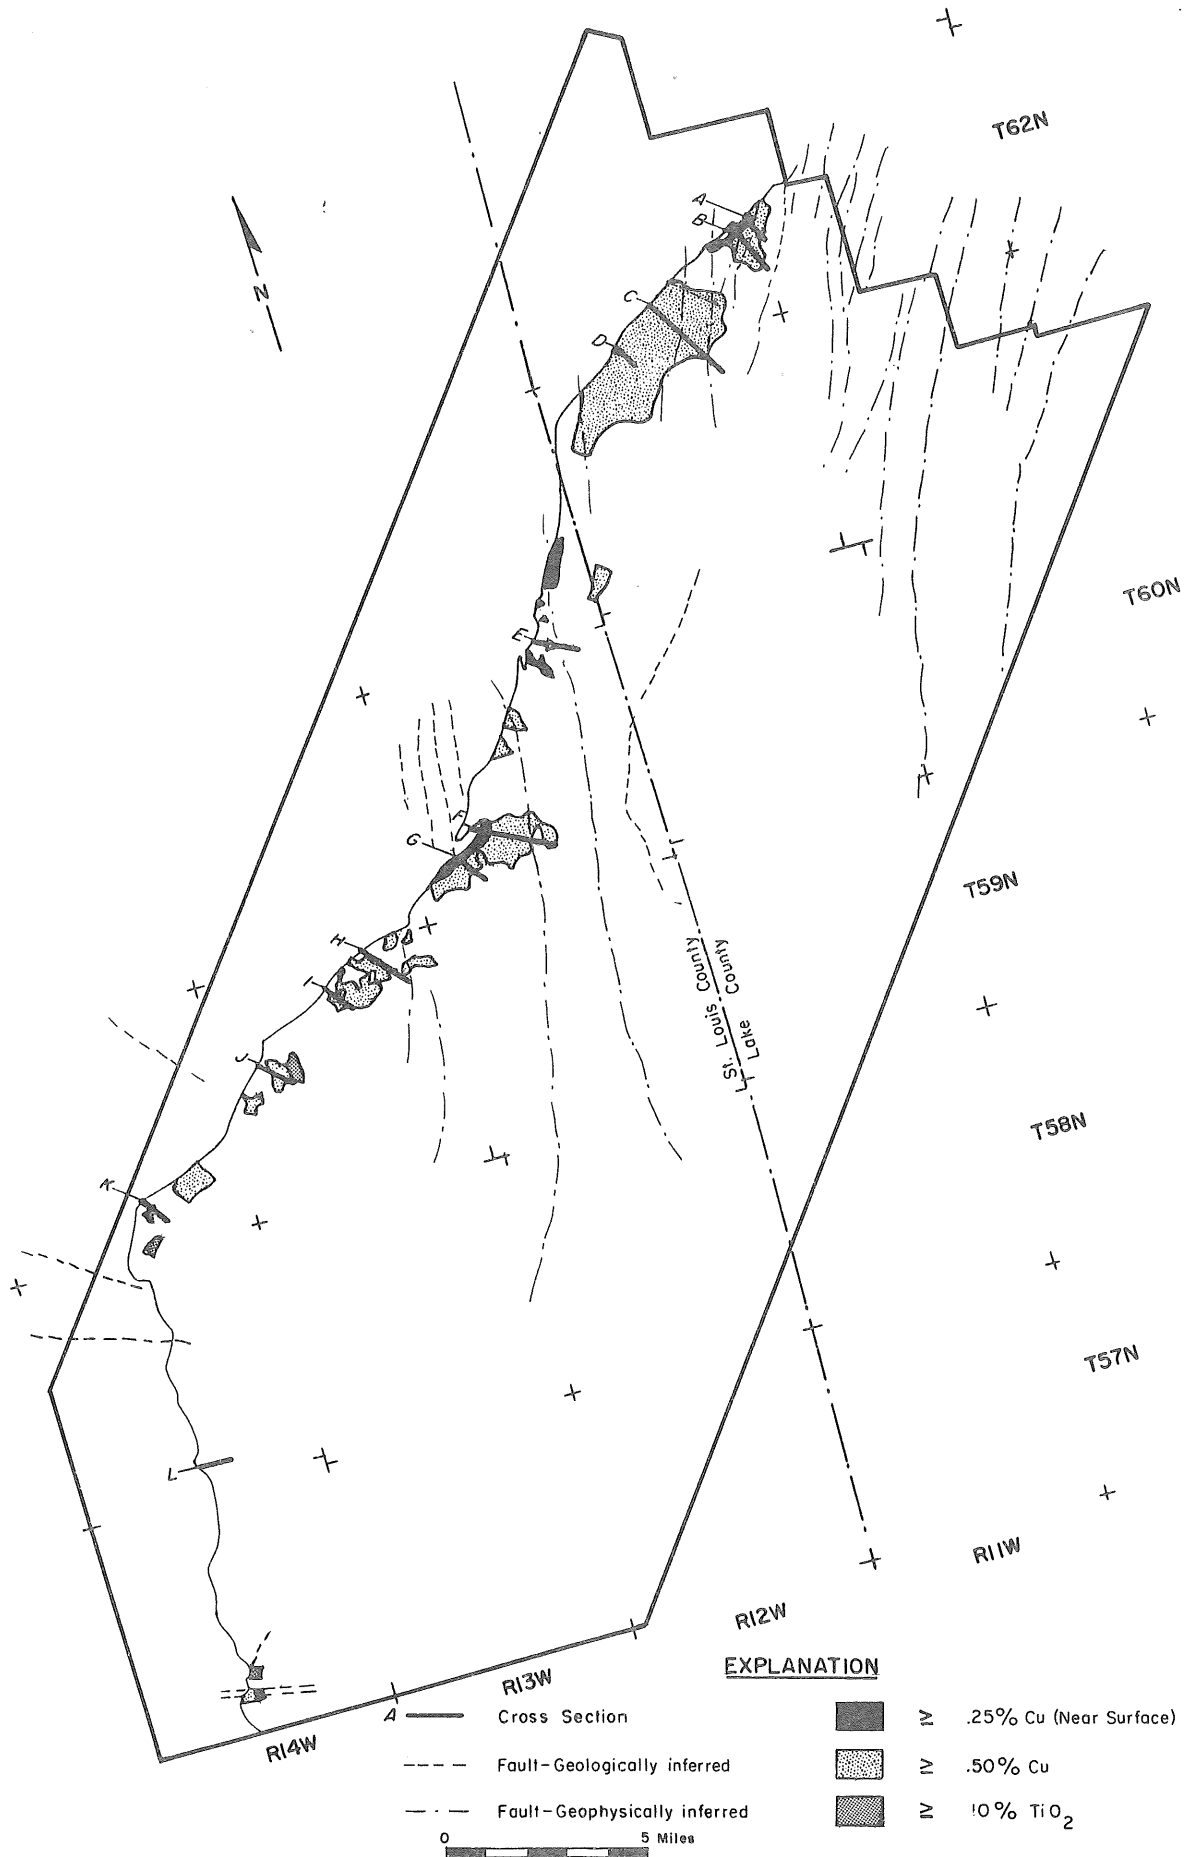 T62N
A
B
N
C
D
T60N
E
F
G
T59N
H
I
St. Louis County
Lake County
J
T58N
K
T57N
L
R11W
R12W
EXPLANATION
R13W
R14W
A Cross Section
≥ .25% Cu (Near Surface)
Fault-Geologically inferred
≥ .50% Cu
Fault-Geophysically inferred
≥ 10% TiO2
0 5 Miles